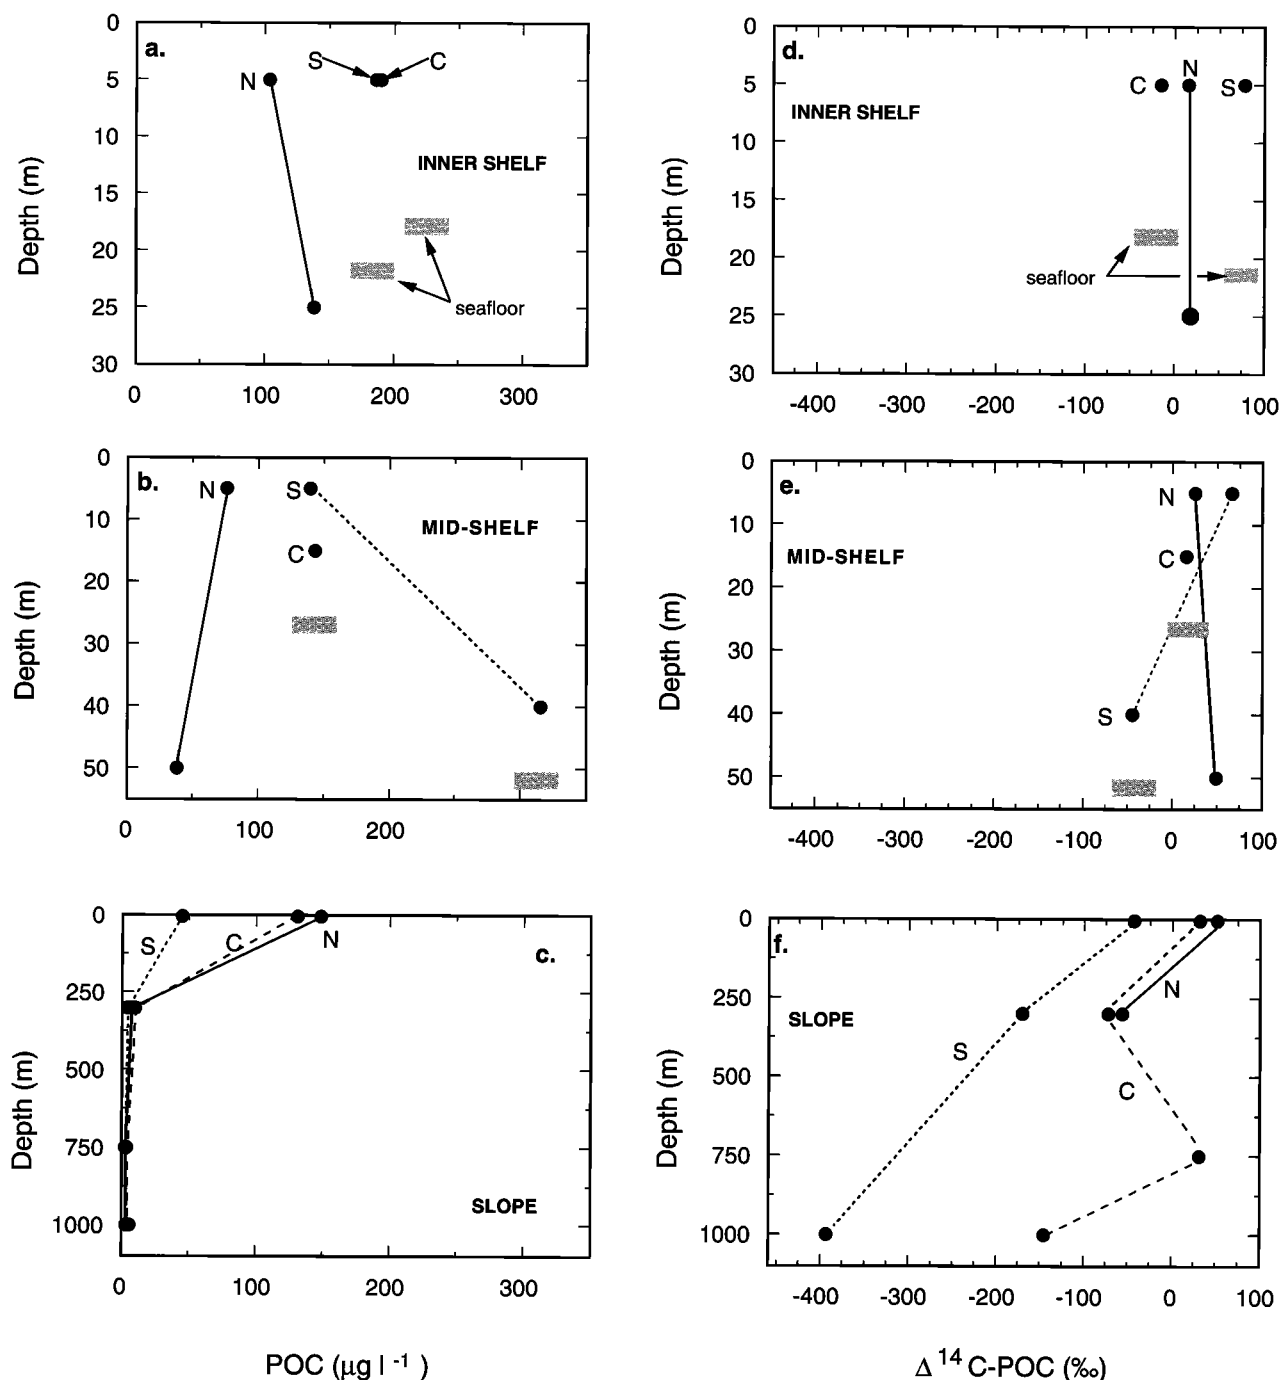 a.
S
C
N
INNER SHELF
seafloor
Depth (m)
0
5
10
15
20
25
30
0
100
200
300
d.
N
C
S
INNER SHELF
seafloor
Depth (m)
0
5
10
15
20
25
30
-400
-300
-200
-100
0
100
b.
N
S
C
MID-SHELF
Depth (m)
0
10
20
30
40
50
0
100
200
e.
N
C
S
MID-SHELF
Depth (m)
0
10
20
30
40
50
-400
-300
-200
-100
0
100
c.
S
C
N
SLOPE
Depth (m)
0
250
500
750
1000
0
100
200
300
POC (μg l -1)
f.
N
S
C
SLOPE
Depth (m)
0
250
500
750
1000
-400
-300
-200
-100
0
100
Δ 14 C-POC (‰)